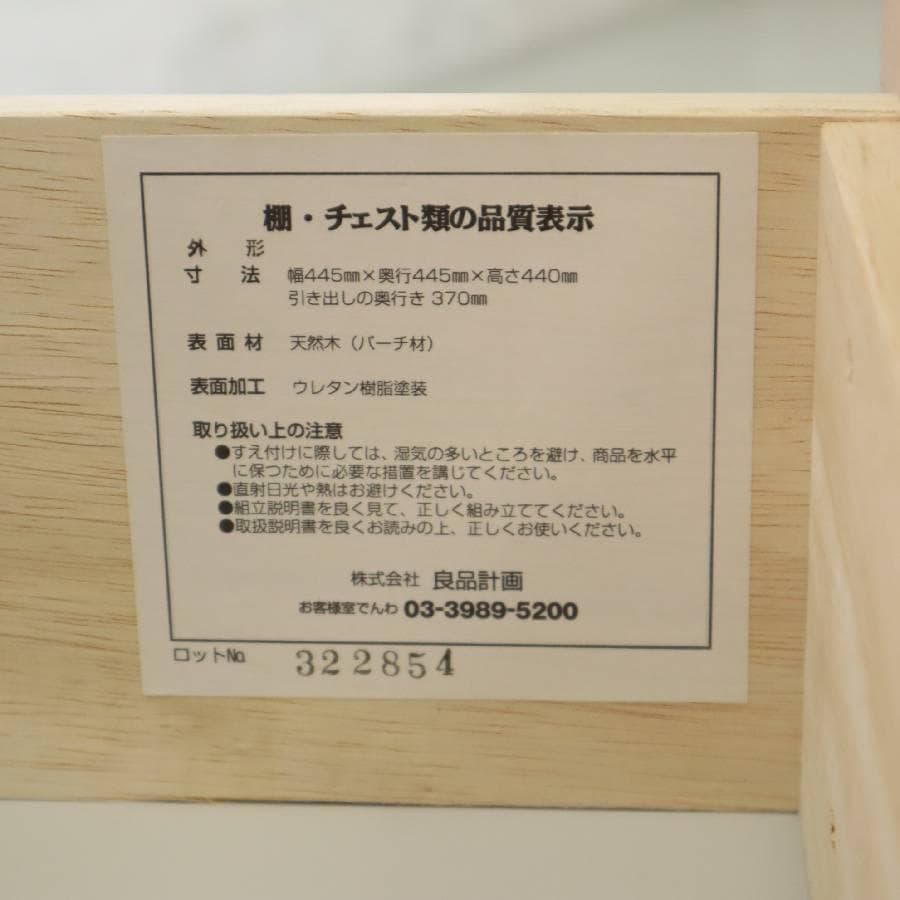 棚・チェスト類の品質表示
外形
寸法 幅445㎜×奥行445㎜×高さ440㎜
引き出しの奥行き 370㎜
表面材 天然木（バーチ材）
表面加工 ウレタン樹脂塗装
取り扱い上の注意
●すえ付けに際しては、湿気の多いところを避け、商品を水平
に保つために必要な措置を講じてください。
●直射日光や熱はお避けください。
●組立説明書を良く見て、正しく組み立ててください。
●取扱説明書を良くお読みの上、正しくお使いください。
株式会社 良品計画
お客様室でんわ 03-3989-5200
ロット№ 322854